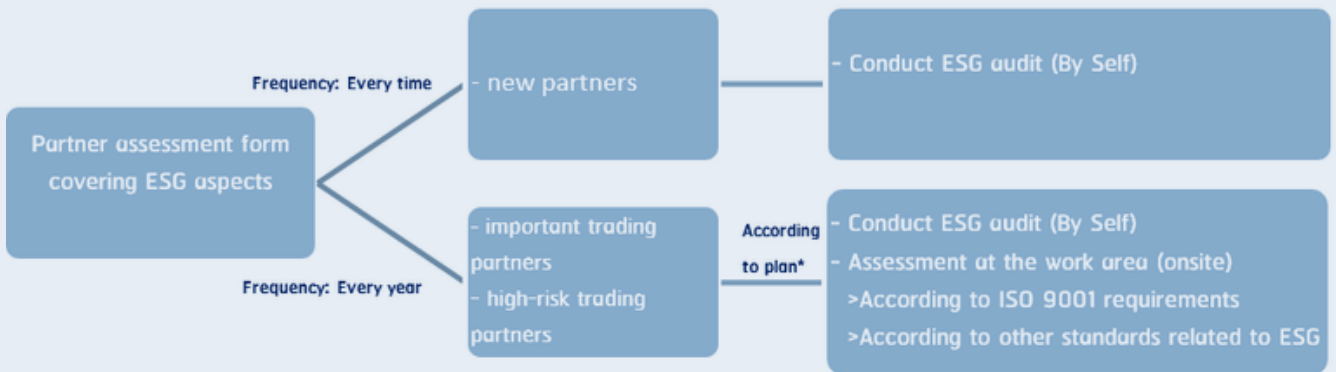 Partner assessment form
covering ESG aspects
Frequency: Every time
- new partners
- Conduct ESG audit (By Self)
Frequency: Every year
- important trading
partners
- high-risk trading
partners
According
to plan*
- Conduct ESG audit (By Self)
- Assessment at the work area (onsite)
>According to ISO 9001 requirements
>According to other standards related to ESG